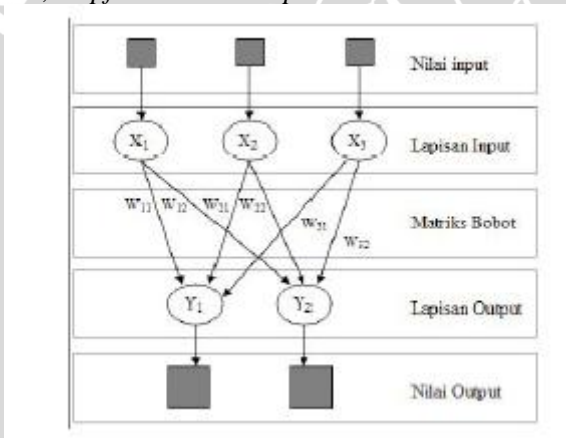 Nilai input
X1 X2 X3
Lapisan Input
W11 W12 W21 W22 W31 W32
Matriks Bobot
Y1 Y2
Lapisan Output
Nilai Output